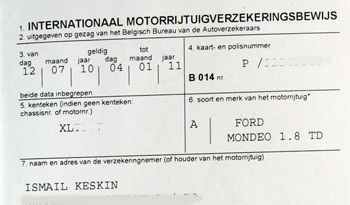 1. INTERNATIONAAL MOTORRIJTUIGVERZEKERINGSBEWIJS
2. uitgegeven op gezag van het Belgisch Bureau van de Autoverzekeraars
3. van geldig tot
dag maand jaar dag maand jaar
12 07 10 04 01 11
beide data inbegrepen
4. kaart- en polisnummer
P /
B 014 nr.
5. kenteken (indien geen kenteken:
chassisnr. of motornr.)
XL
6. soort en merk van het motorrijtuig*
A FORD
MONDEO 1.8 TD
7. naam en adres van de verzekeringnemer (of houder van het motorrijtuig)
ISMAIL KESKIN